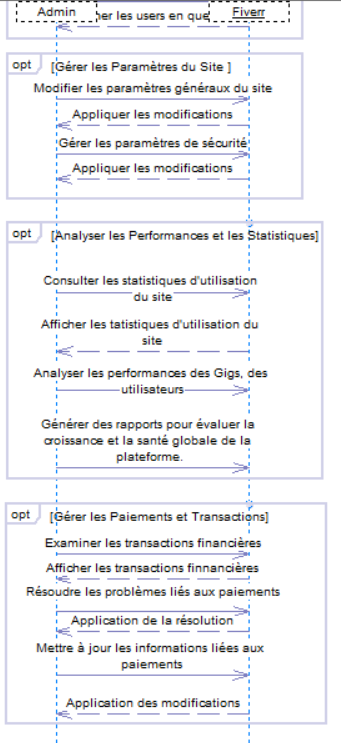 Admin
Fiverr
her les users en que
opt
[Gérer les Paramètres du Site ]
Modifier les paramètres généraux du site
Appliquer les modifications
Gérer les paramètres de sécurité
Appliquer les modifications
opt
[Analyser les Performances et les Statistiques]
Consulter les statistiques d'utilisation
du site
Afficher les tatistiques d'utilisation du
site
Analyser les performances des Gigs, des
utilisateurs
Générer des rapports pour évaluer la
croissance et la santé globale de la
plateforme.
opt
[Gérer les Paiements et Transactions]
Examiner les transactions financières
Afficher les transactions finnancières
Résoudre les problèmes liés aux paiements
Application de la résolution
Mettre à jour les informations liées aux
paiements
Application des modifications